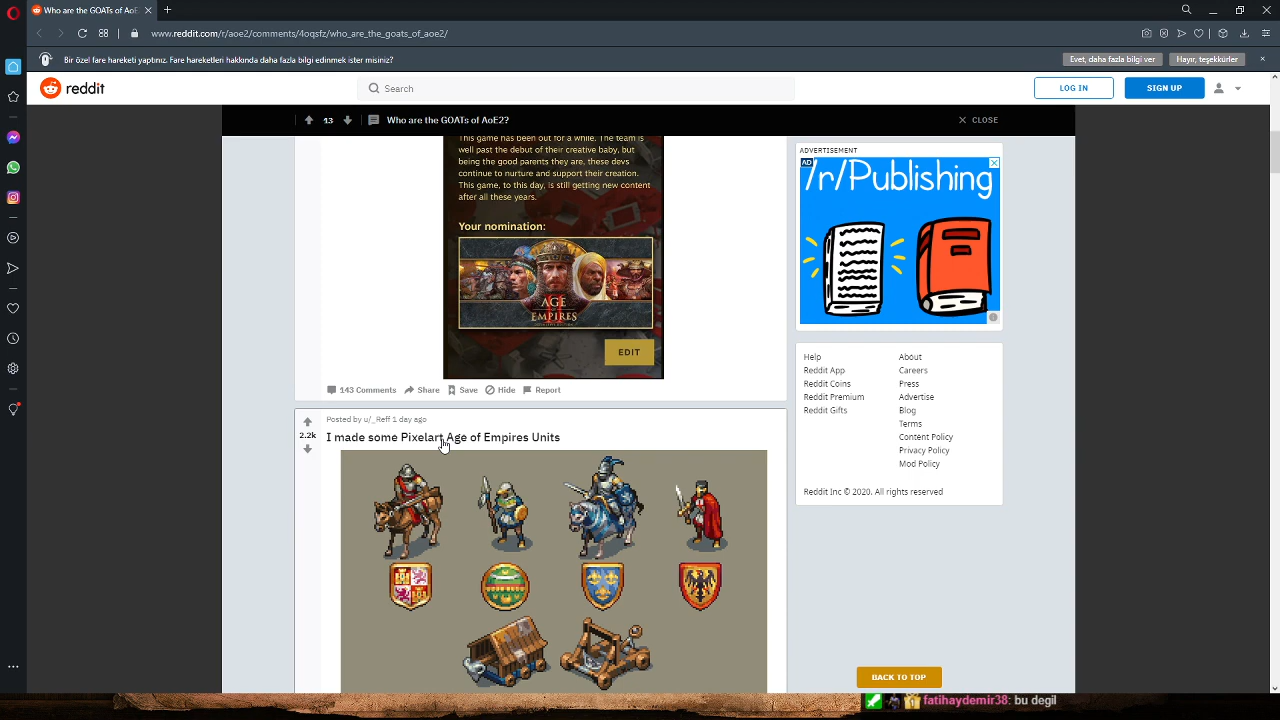 Who are the GOATs of AoE
www.reddit.com/r/aoe2/comments/4oqsfz/who_are_the_goats_of_aoe2/
Bir özel fare hareketi yaptınız. Fare hareketleri hakkında daha fazla bilgi edinmek ister misiniz?
Evet, daha fazla bilgi ver
Hayır, teşekkürler
reddit
Search
LOG IN
SIGN UP
13
Who are the GOATs of AoE2?
CLOSE
This game has been out for a while. The team is
well past the debut of their creative baby, but
being the good parents they are, these devs
continue to nurture and support their creation.
This game, to this day, is still getting new content
after all these years.
Your nomination:
AGE
OF
EMPIRES
II
DEFINITIVE EDITION
EDIT
143 Comments
Share
Save
Hide
Report
Posted by u/_Reff 1 day ago
2.2k
I made some Pixelart Age of Empires Units
ADVERTISEMENT
AD
/r/Publishing
Help
About
Reddit App
Careers
Reddit Coins
Press
Reddit Premium
Advertise
Reddit Gifts
Blog
Terms
Content Policy
Privacy Policy
Mod Policy
Reddit Inc © 2020. All rights reserved
BACK TO TOP
fatihaydemir38: bu degil